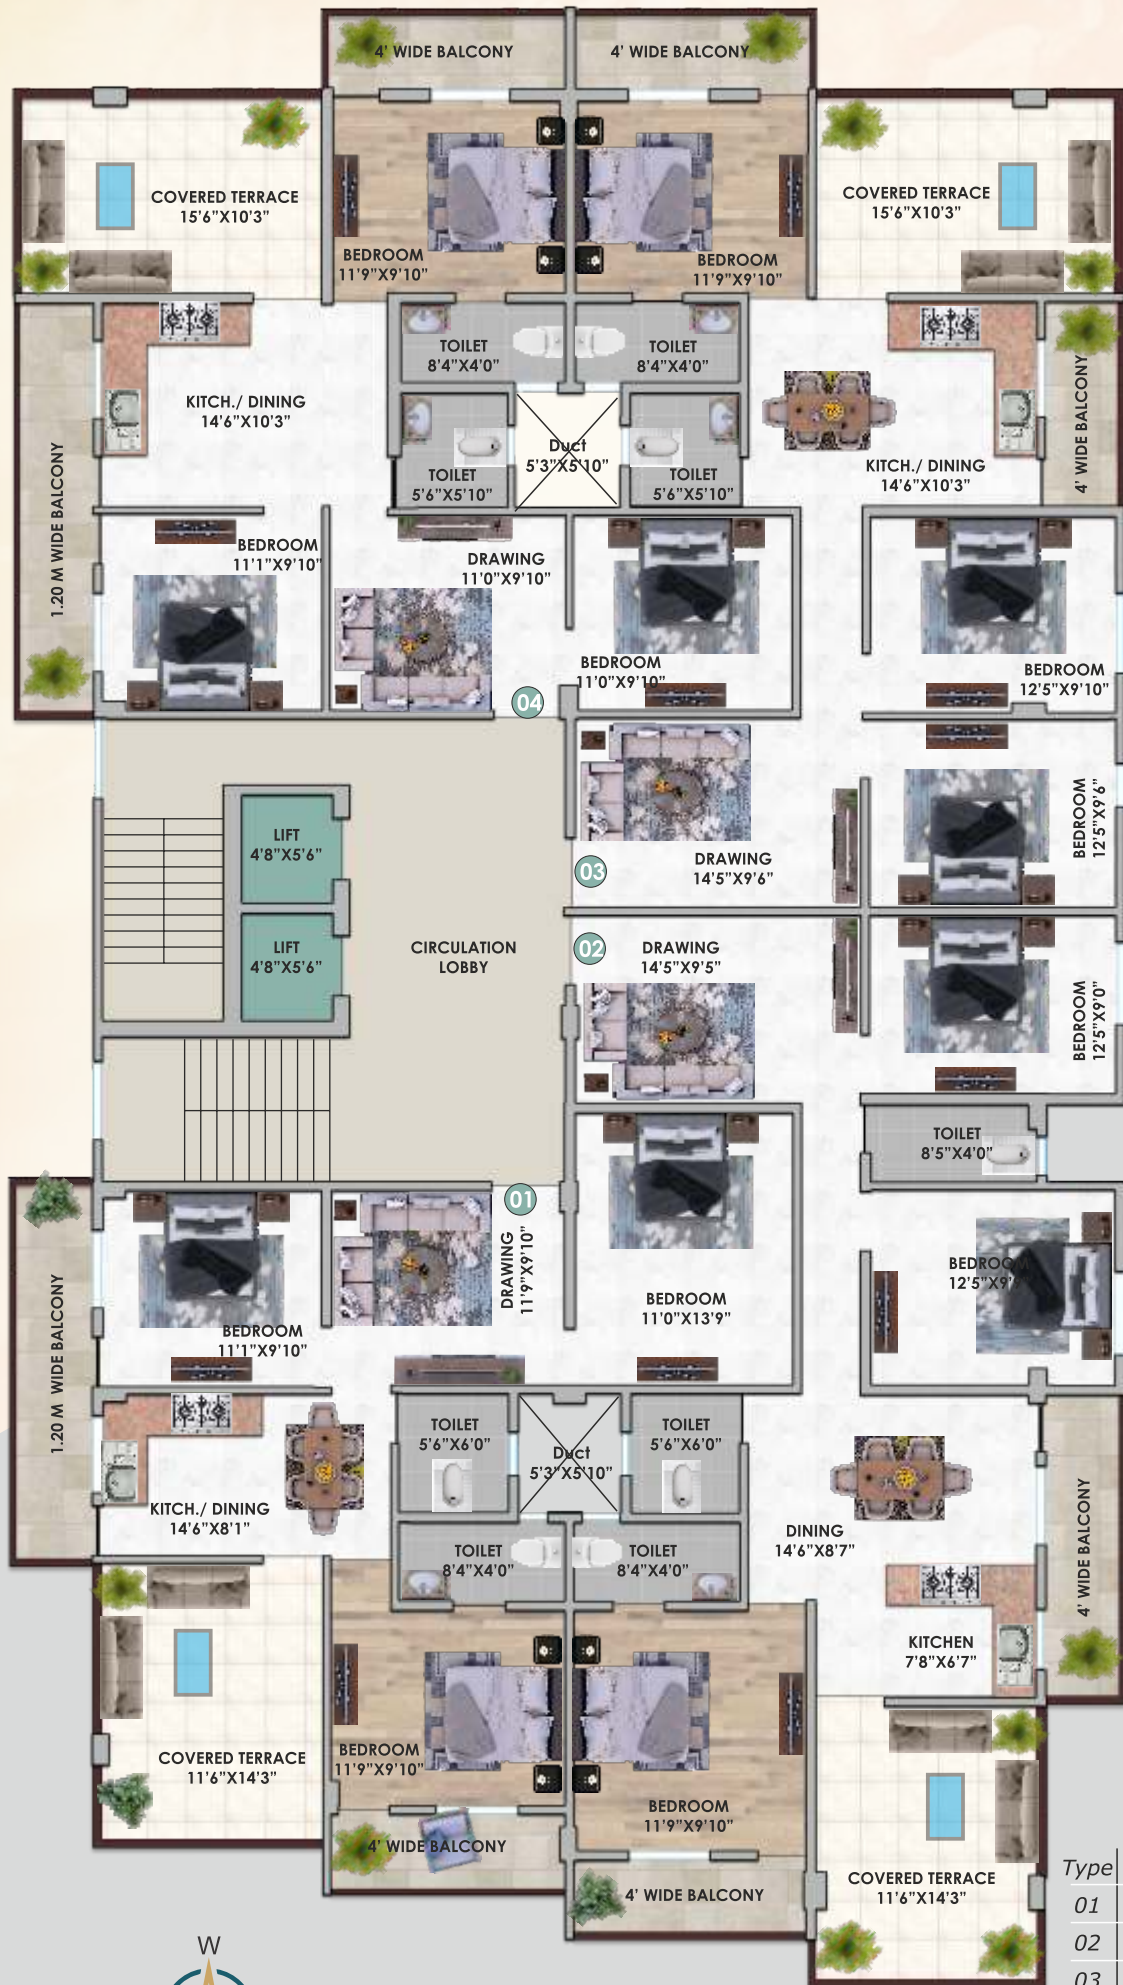 4' WIDE BALCONY
4' WIDE BALCONY
COVERED TERRACE
15'6"X10'3"
COVERED TERRACE
15'6"X10'3"
BEDROOM
11'9"X9'10"
BEDROOM
11'9"X9'10"
TOILET
8'4"X4'0"
TOILET
8'4"X4'0"
KITCH./ DINING
14'6"X10'3"
1.20 M WIDE BALCONY
4' WIDE BALCONY
Duct
5'3"X5'10"
TOILET
5'6"X5'10"
TOILET
5'6"X5'10"
KITCH./ DINING
14'6"X10'3"
BEDROOM
11'1"X9'10"
DRAWING
11'0"X9'10"
BEDROOM
11'0"X9'10"
BEDROOM
12'5"X9'10"
04
LIFT
4'8"X5'6"
03
DRAWING
14'5"X9'6"
BEDROOM
12'5"X9'6"
LIFT
4'8"X5'6"
CIRCULATION
LOBBY
02
DRAWING
14'5"X9'5"
BEDROOM
12'5"X9'0"
TOILET
8'5"X4'0"
01
DRAWING
11'9"X9'10"
BEDROOM
12'5"X9'
BEDROOM
11'0"X13'9"
BEDROOM
11'1"X9'10"
1.20 M WIDE BALCONY
TOILET
5'6"X6'0"
Duct
5'3"X5'10"
TOILET
5'6"X6'0"
KITCH./ DINING
14'6"X8'1"
DINING
14'6"X8'7"
4' WIDE BALCONY
TOILET
8'4"X4'0"
TOILET
8'4"X4'0"
KITCHEN
7'8"X6'7"
COVERED TERRACE
11'6"X14'3"
BEDROOM
11'9"X9'10"
BEDROOM
11'9"X9'10"
4' WIDE BALCONY
4' WIDE BALCONY
COVERED TERRACE
11'6"X14'3"
Type
01
02
03
W